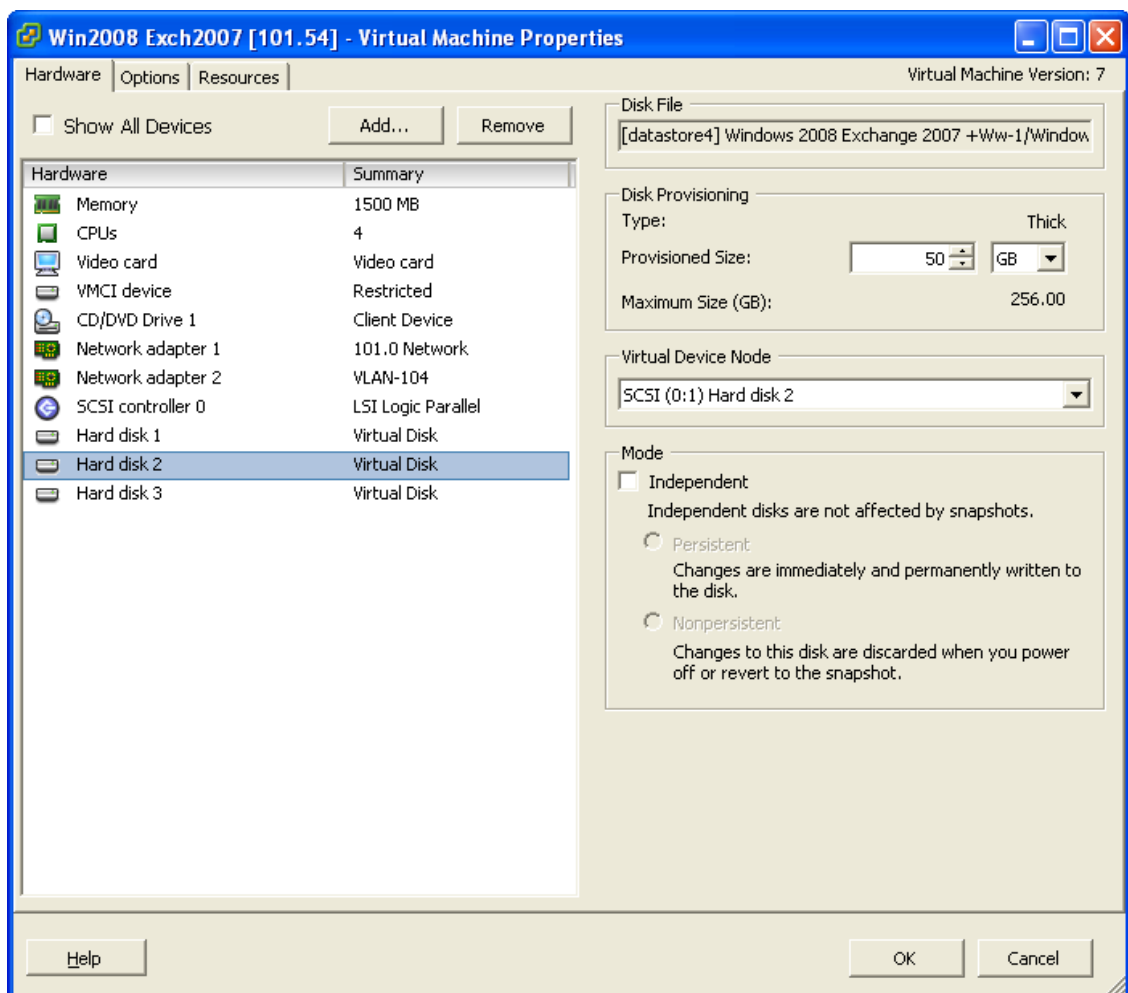 Win2008 Exch2007 [101.54] - Virtual Machine Properties
Hardware Options Resources Virtual Machine Version: 7
Show All Devices Add... Remove
Hardware Summary
Memory 1500 MB
CPUs 4
Video card Video card
VMCI device Restricted
CD/DVD Drive 1 Client Device
Network adapter 1 101.0 Network
Network adapter 2 VLAN-104
SCSI controller 0 LSI Logic Parallel
Hard disk 1 Virtual Disk
Hard disk 2 Virtual Disk
Hard disk 3 Virtual Disk
Disk File
[datastore4] Windows 2008 Exchange 2007 +Ww-1/Window
Disk Provisioning
Type: Thick
Provisioned Size: 50 GB
Maximum Size (GB): 256.00
Virtual Device Node
SCSI (0:1) Hard disk 2
Mode
Independent
Independent disks are not affected by snapshots.
Persistent
Changes are immediately and permanently written to
the disk.
Nonpersistent
Changes to this disk are discarded when you power
off or revert to the snapshot.
Help OK Cancel